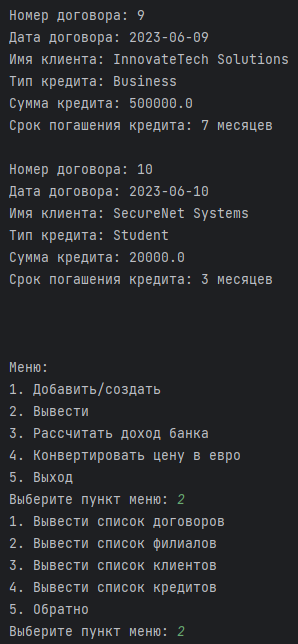 Номер договора: 9
Дата договора: 2023-06-09
Имя клиента: InnovateTech Solutions
Тип кредита: Business
Сумма кредита: 500000.0
Срок погашения кредита: 7 месяцев
Номер договора: 10
Дата договора: 2023-06-10
Имя клиента: SecureNet Systems
Тип кредита: Student
Сумма кредита: 20000.0
Срок погашения кредита: 3 месяцев
Меню:
1. Добавить/создать
2. Вывести
3. Рассчитать доход банка
4. Конвертировать цену в евро
5. Выход
Выберите пункт меню: 2
1. Вывести список договоров
2. Вывести список филиалов
3. Вывести список клиентов
4. Вывести список кредитов
5. Обратно
Выберите пункт меню: 2